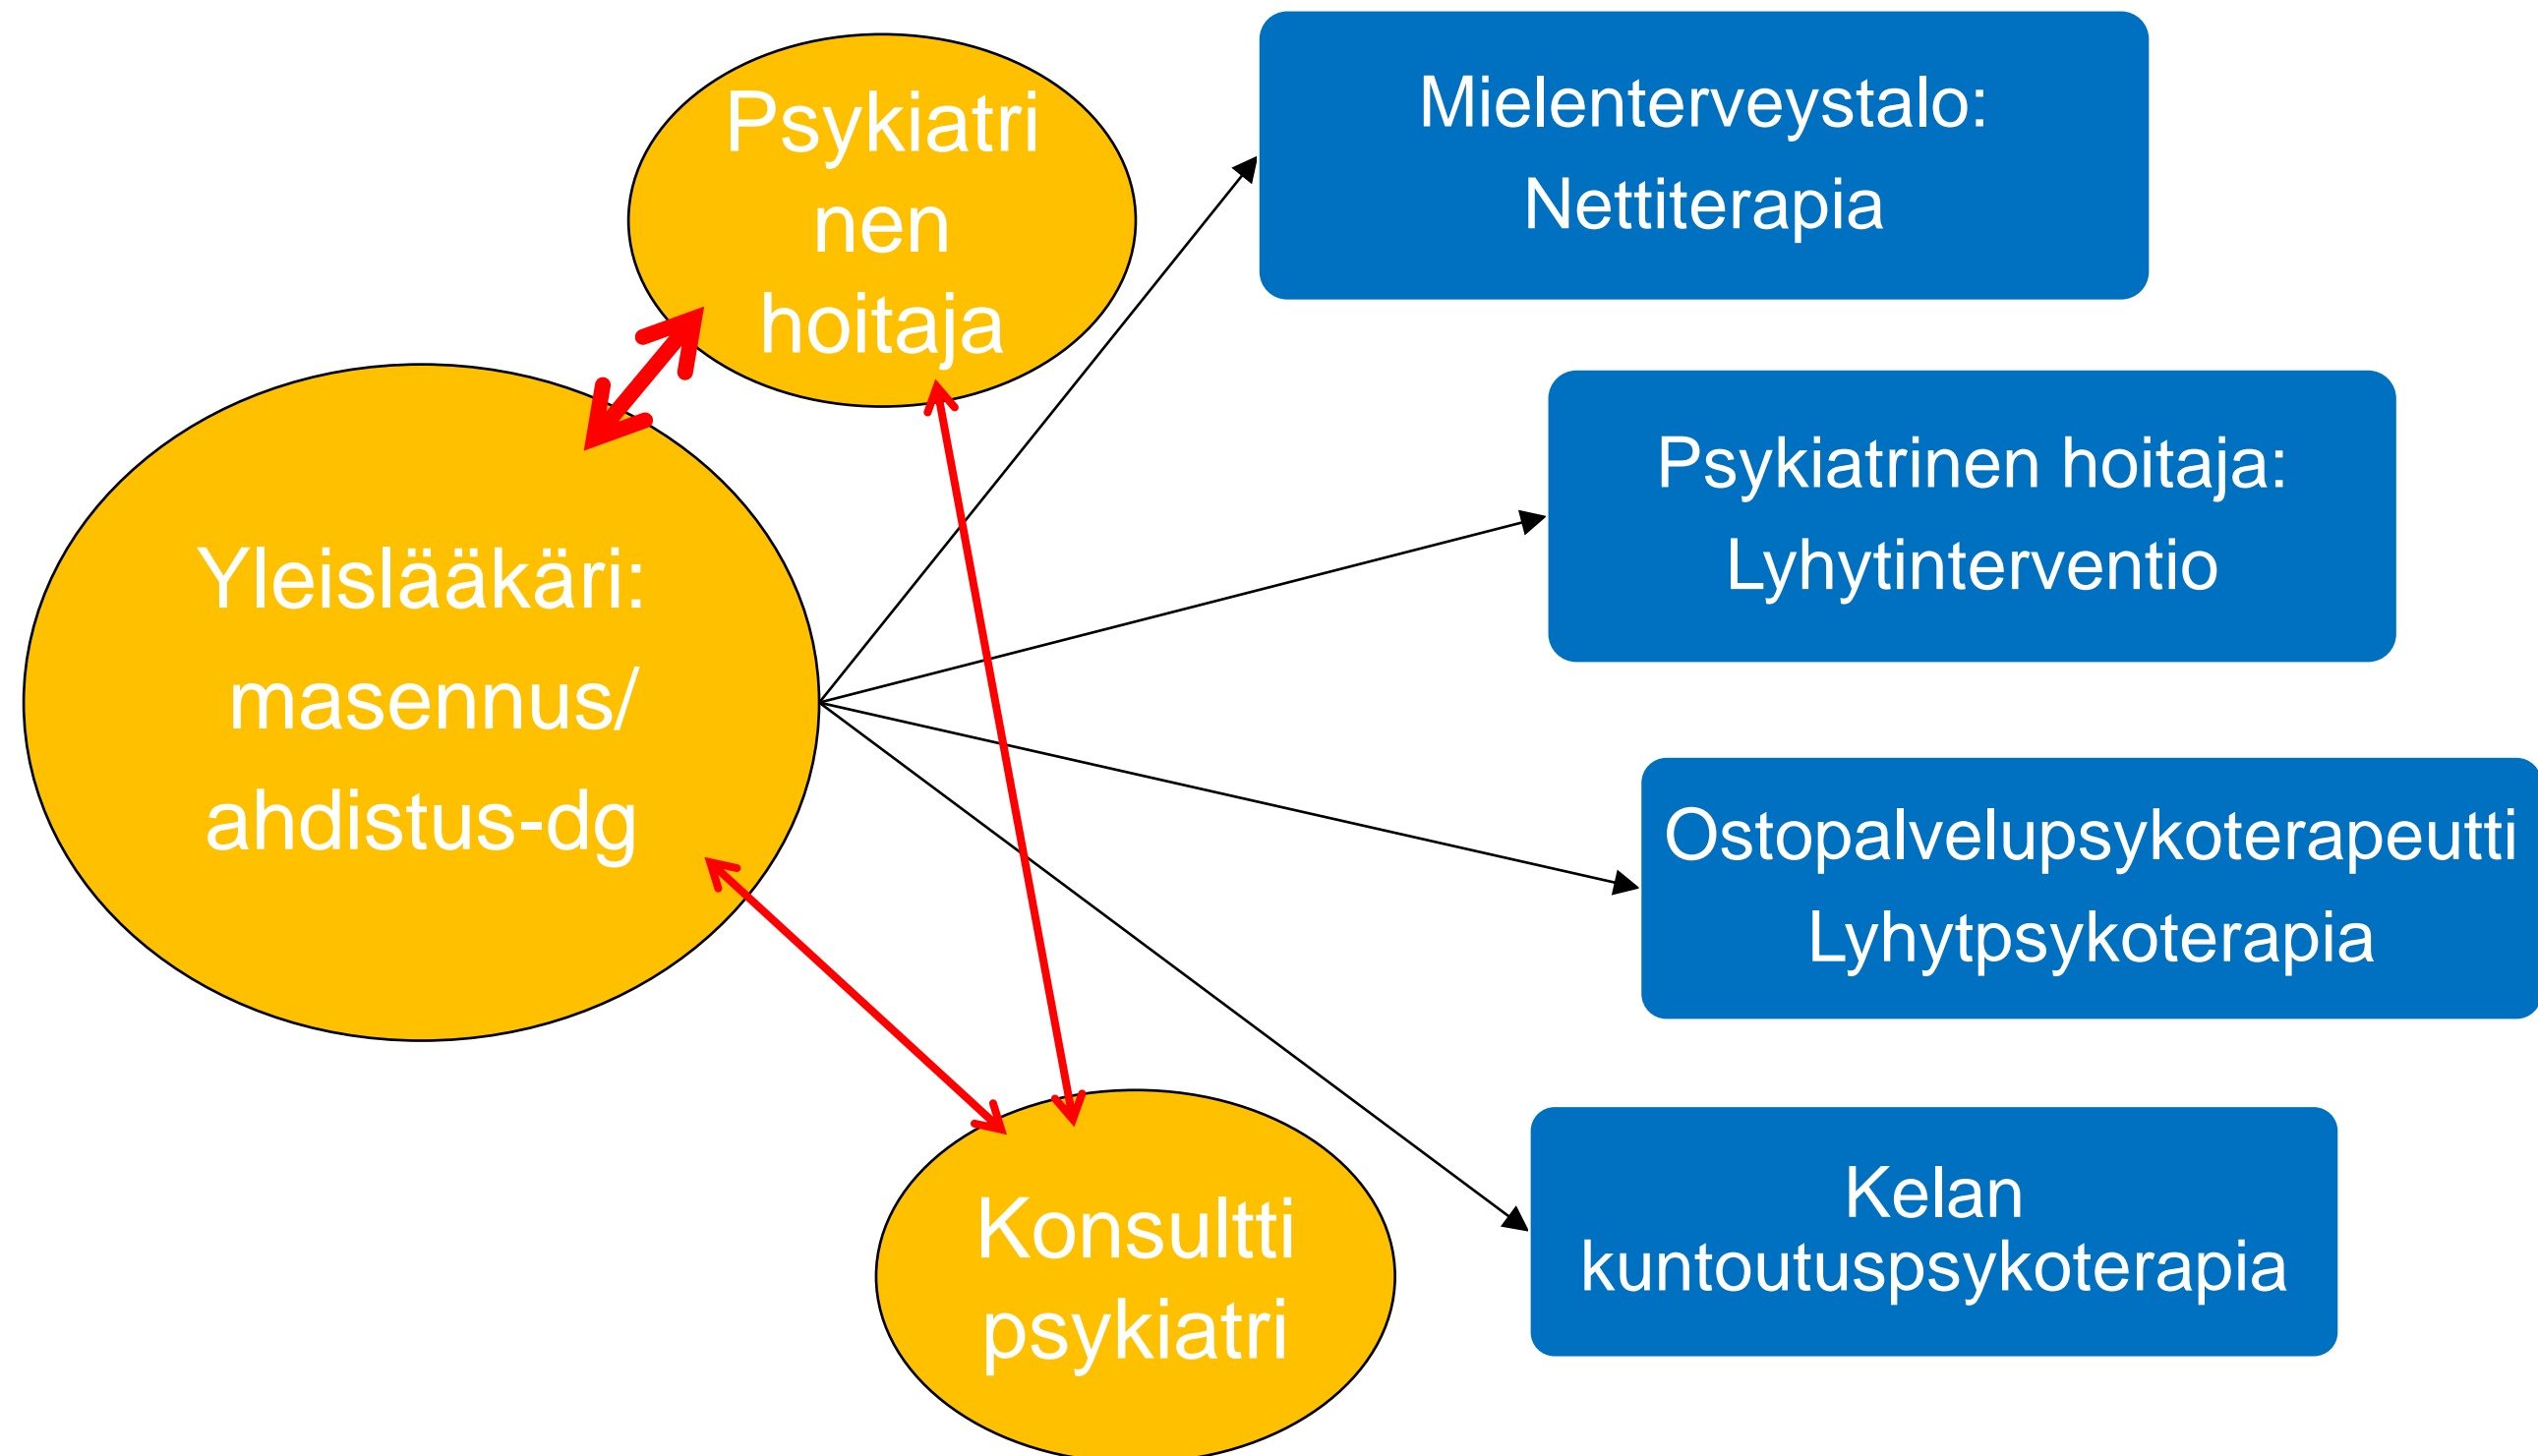 Psykiatri
nen
hoitaja
Yleislääkäri:
masennus/
ahdistus-dg
Konsultti
psykiatri
Mielenterveystalo:
Nettiterapia
Psykiatrinen hoitaja:
Lyhytinterventio
Ostopalvelupsykoterapeutti
Lyhytpsykoterapia
Kelan
kuntoutuspsykoterapia